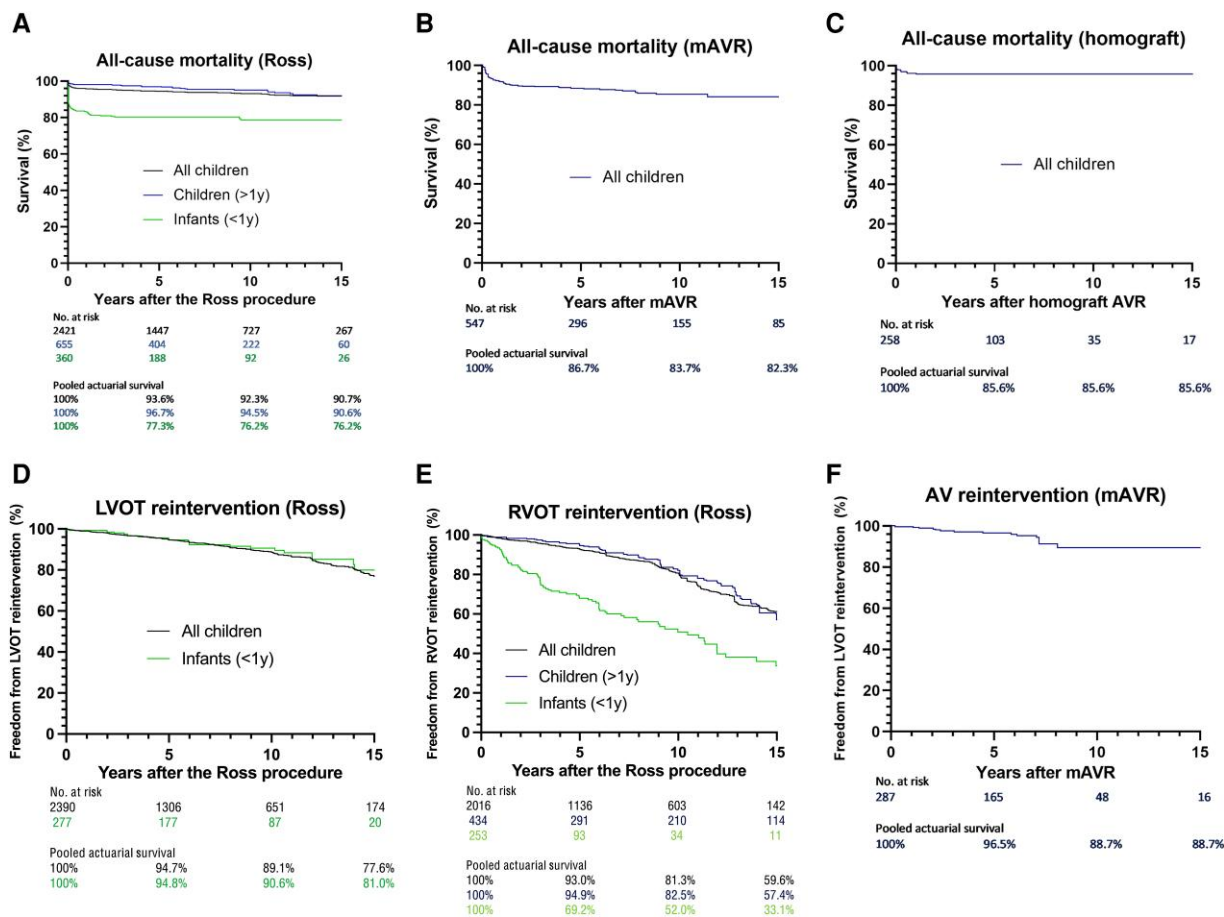 A
All-cause mortality (Ross)
Survival (%)
100
80
60
40
20
0
All children
Children (>1y)
Infants (<1y)
0 5 10 15
Years after the Ross procedure
No. at risk
2421 1447 727 267
655 404 222 60
360 188 92 26
Pooled actuarial survival
100% 93.6% 92.3% 90.7%
100% 96.7% 94.5% 90.6%
100% 77.3% 76.2% 76.2%
B
All-cause mortality (mAVR)
Survival (%)
100
80
60
40
20
0
All children
0 5 10 15
Years after mAVR
No. at risk
547 296 155 85
Pooled actuarial survival
100% 86.7% 83.7% 82.3%
C
All-cause mortality (homograft)
Survival (%)
100
80
60
40
20
0
All children
0 5 10 15
Years after homograft AVR
No. at risk
258 103 35 17
Pooled actuarial survival
100% 85.6% 85.6% 85.6%
D
LVOT reintervention (Ross)
Freedom from LVOT reintervention (%)
100
80
60
40
20
0
All children
Infants (<1y)
0 5 10 15
Years after the Ross procedure
No. at risk
2390 1306 651 174
277 177 87 20
Pooled actuarial survival
100% 94.7% 89.1% 77.6%
100% 94.8% 90.6% 81.0%
E
RVOT reintervention (Ross)
Freedom from RVOT reintervention (%)
100
80
60
40
20
0
All children
Children (>1y)
Infants (<1y)
0 5 10 15
Years after the Ross procedure
No. at risk
2016 1136 603 142
434 291 210 114
253 93 34 11
Pooled actuarial survival
100% 93.0% 81.3% 59.6%
100% 94.9% 82.5% 57.4%
100% 69.2% 52.0% 33.1%
F
AV reintervention (mAVR)
Freedom from LVOT reintervention (%)
100
80
60
40
20
0
0 5 10 15
Years after mAVR
No. at risk
287 165 48 16
Pooled actuarial survival
100% 96.5% 88.7% 88.7%